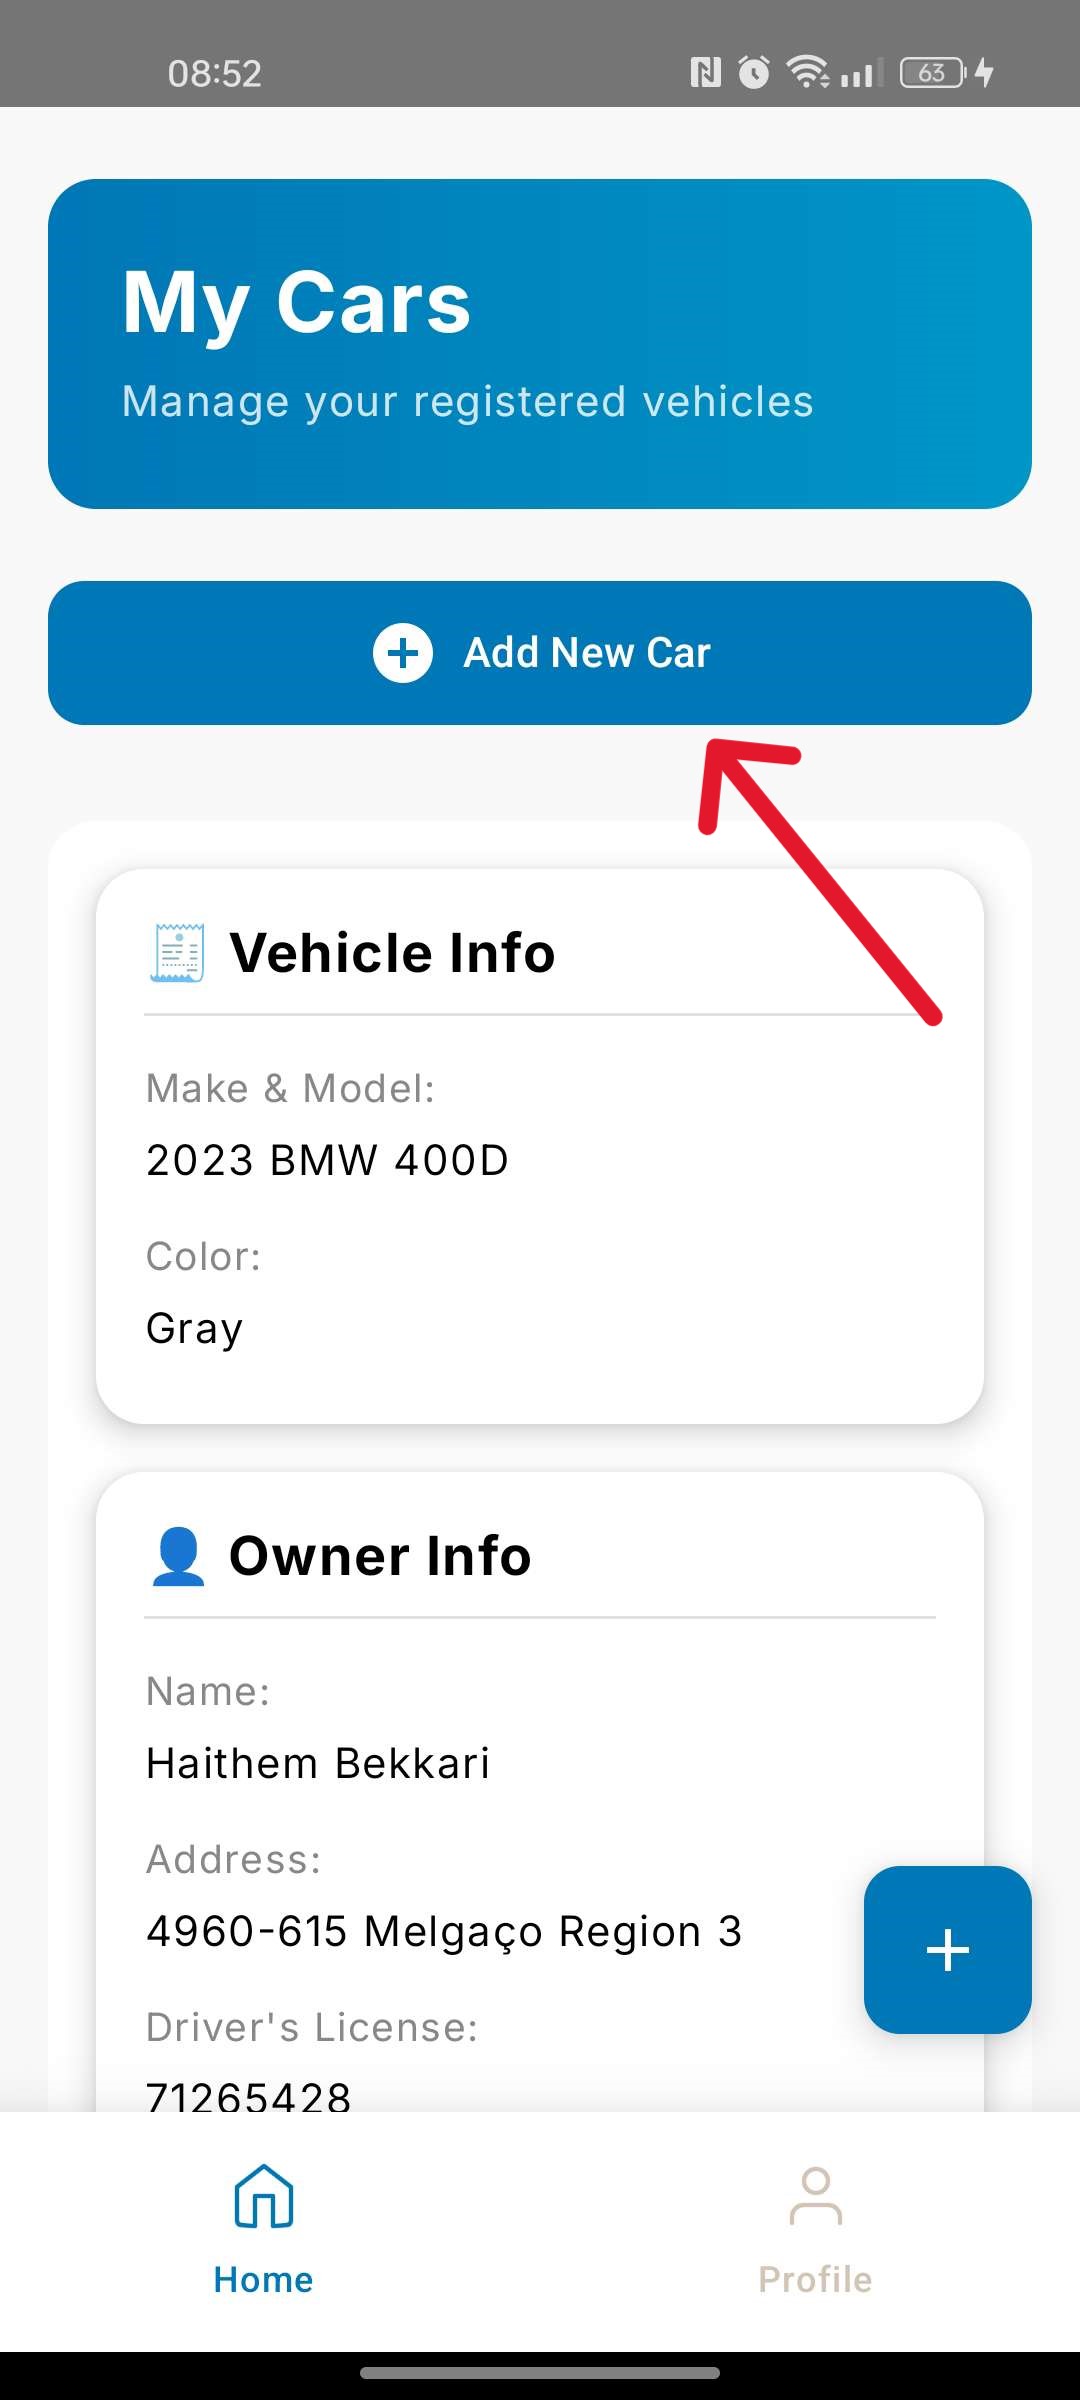 08:52
63
My Cars
Manage your registered vehicles
Add New Car
Vehicle Info
Make & Model:
2023 BMW 400D
Color:
Gray
Owner Info
Name:
Haithem Bekkari
Address:
4960-615 Melgaço Region 3
Driver's License:
71265428
Home
Profile